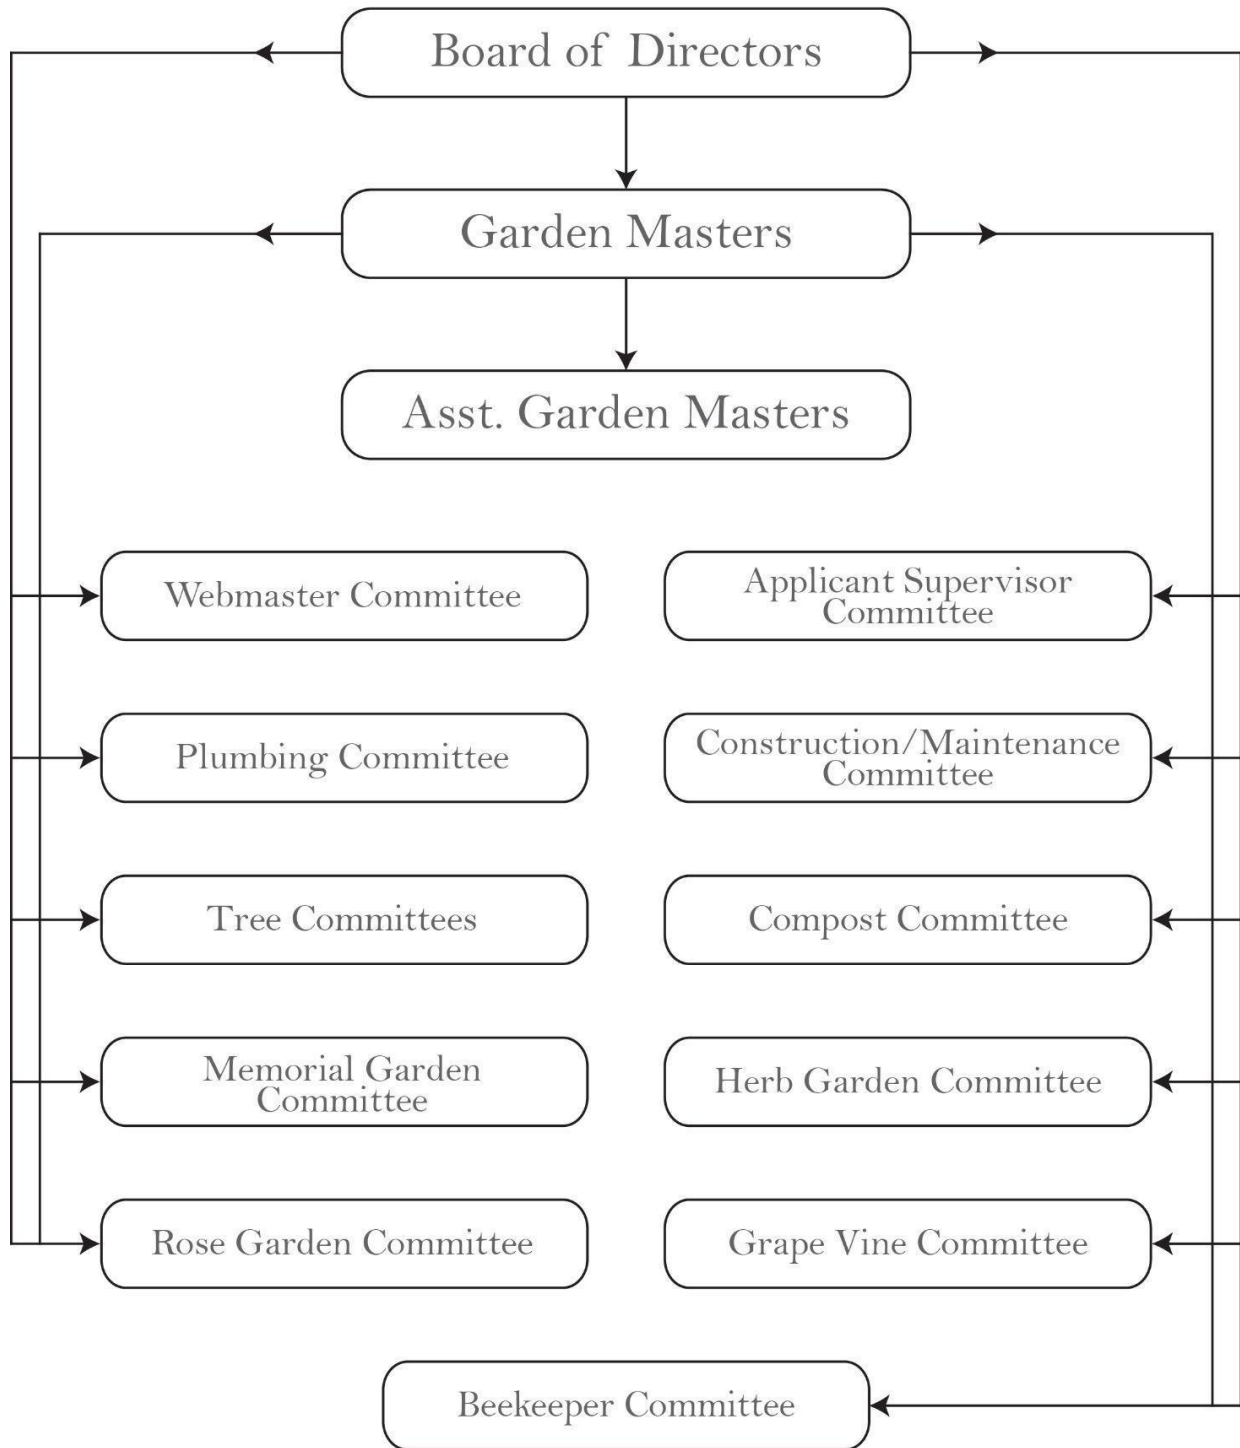 Board of Directors
Garden Masters
Asst. Garden Masters
Webmaster Committee
Applicant Supervisor
Committee
Plumbing Committee
Construction/Maintenance
Committee
Tree Committees
Compost Committee
Memorial Garden
Committee
Herb Garden Committee
Rose Garden Committee
Grape Vine Committee
Beekeeper Committee